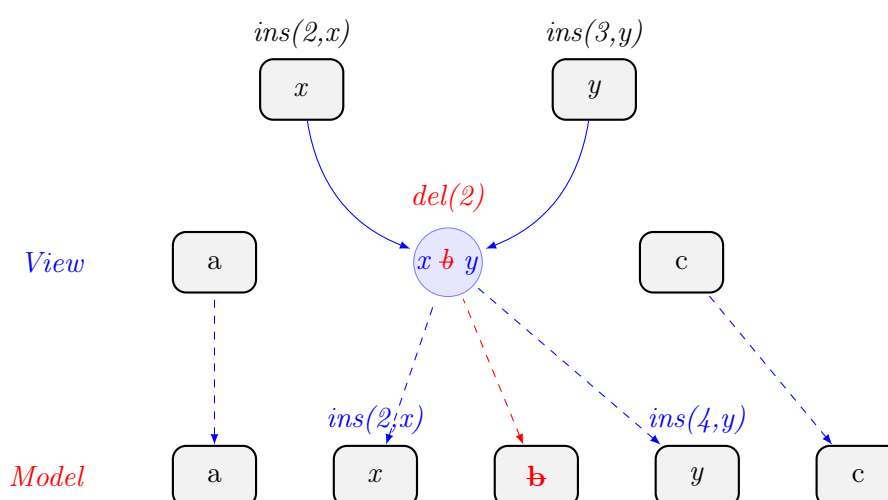 ins(2,x) ins(3,y)
x y
del(2)
View a x b y c
ins(2,x) ins(4,y)
Model a x b y c